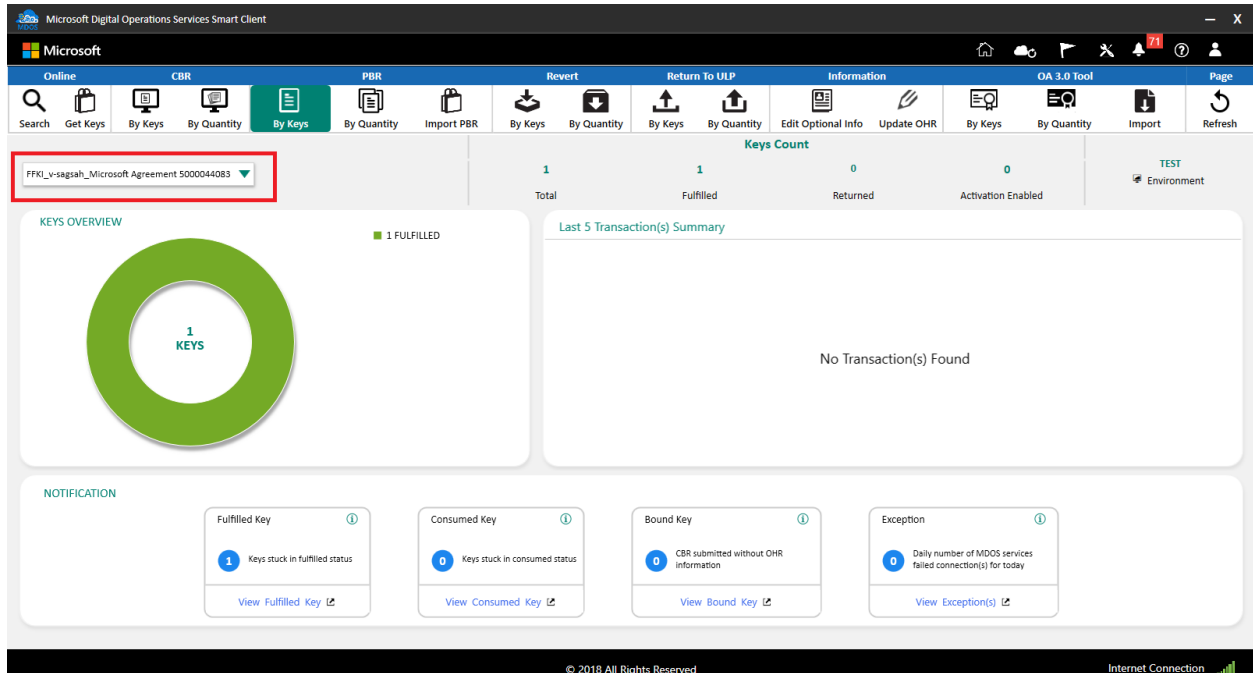 MDOS
Microsoft Digital Operations Services Smart Client
Microsoft
71
Online CBR PBR Revert Return To ULP Information OA 3.0 Tool Page
Search Get Keys By Keys By Quantity By Keys By Quantity Import PBR By Keys By Quantity By Keys By Quantity Edit Optional Info Update OHR By Keys By Quantity Import Refresh
FFKI_v-sagsah_Microsoft Agreement 5000044083
Keys Count
1 1 0 0
Total Fulfilled Returned Activation Enabled
TEST
Environment
KEYS OVERVIEW
1 FULFILLED
1
KEYS
Last 5 Transaction(s) Summary
No Transaction(s) Found
NOTIFICATION
Fulfilled Key
1 Keys stuck in fulfilled status
View Fulfilled Key
Consumed Key
0 Keys stuck in consumed status
View Consumed Key
Bound Key
0 CBR submitted without OHR
information
View Bound Key
Exception
0 Daily number of MDOS services
failed connection(s) for today
View Exception(s)
© 2018 All Rights Reserved
Internet Connection